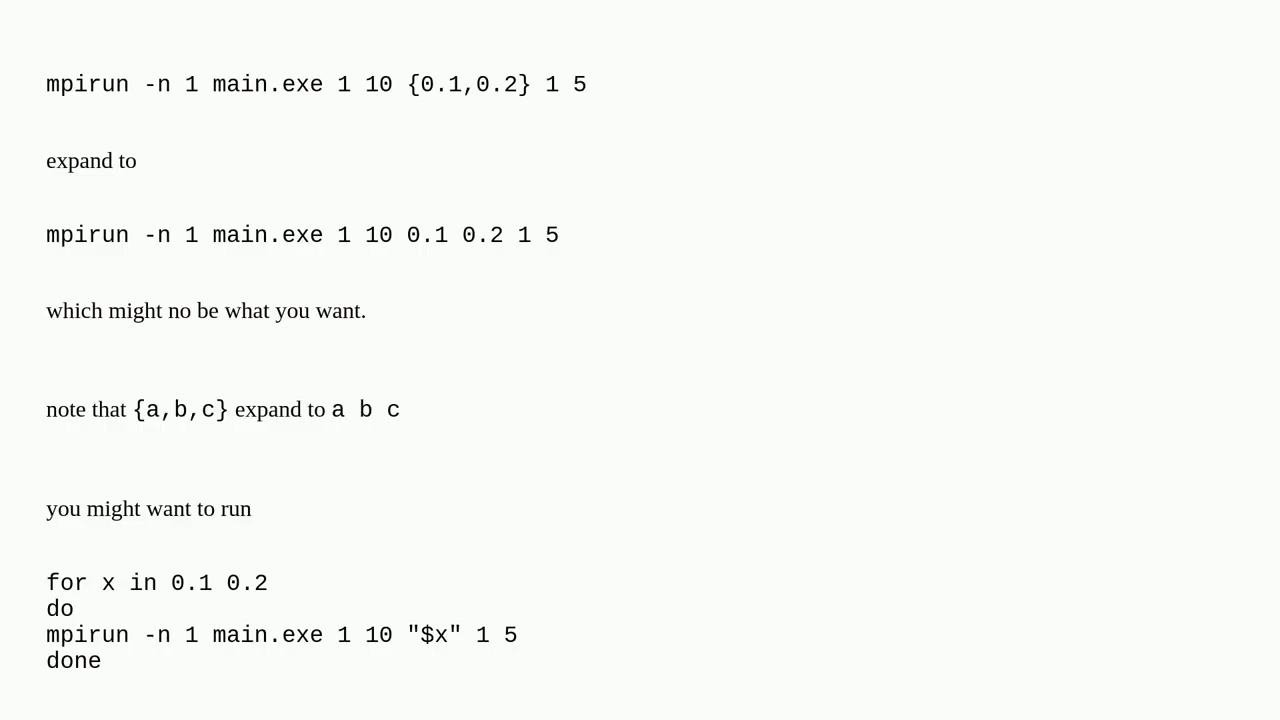 mpirun -n 1 main.exe 1 10 {0.1,0.2} 1 5
expand to
mpirun -n 1 main.exe 1 10 0.1 0.2 1 5
which might no be what you want.
note that {a,b,c} expand to a b c
you might want to run
for x in 0.1 0.2
do
mpirun -n 1 main.exe 1 10 "$x" 1 5
done